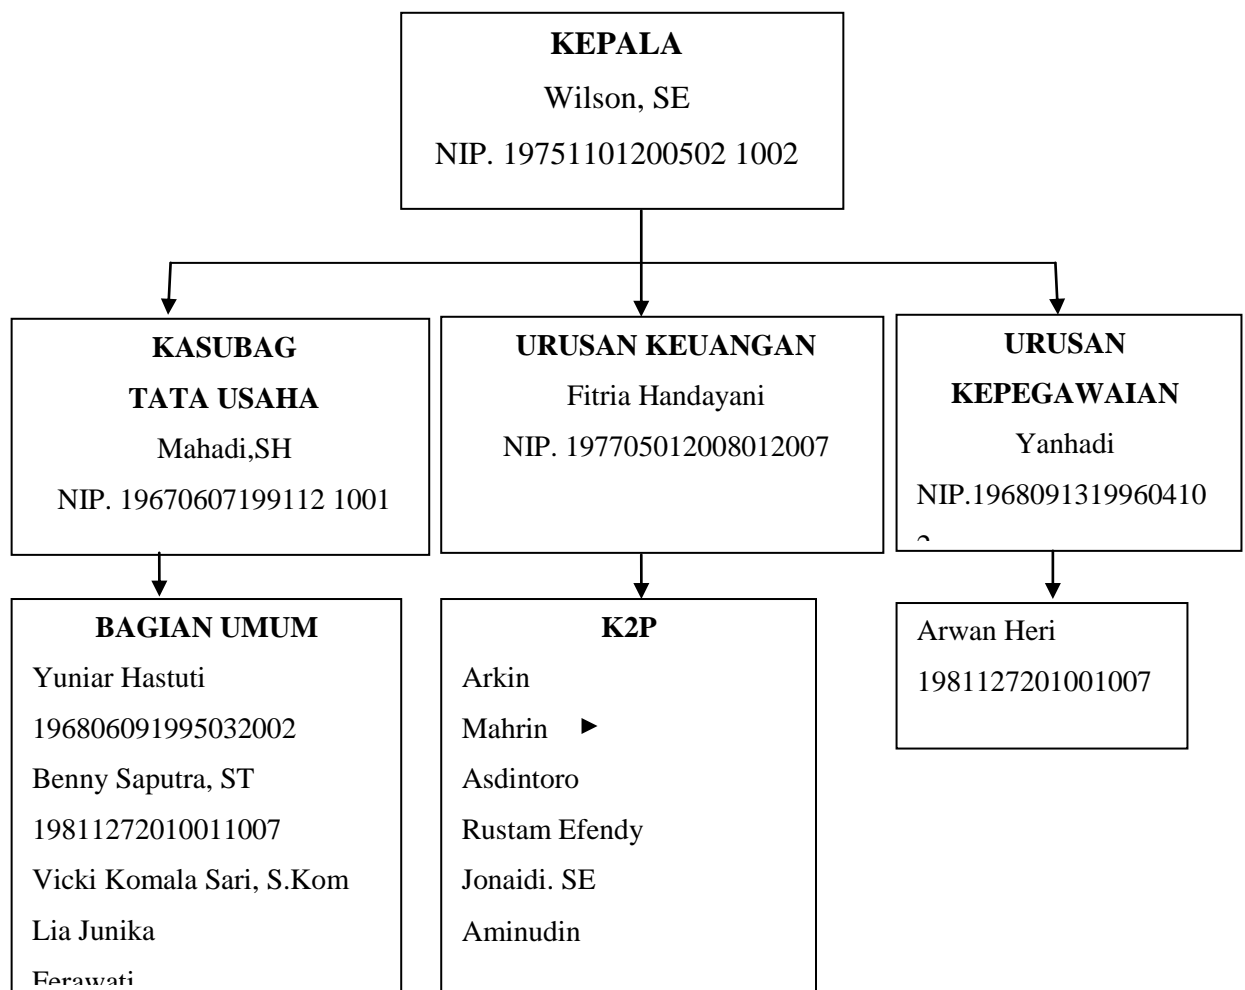 KEPALA
Wilson, SE
NIP. 19751101200502 1002
KASUBAG
TATA USAHA
Mahadi,SH
NIP. 19670607199112 1001
URUSAN KEUANGAN
Fitria Handayani
NIP. 197705012008012007
URUSAN
KEPEGAWAIAN
Yanhadi
NIP.1968091319960410
BAGIAN UMUM
Yuniar Hastuti
196806091995032002
Benny Saputra, ST
19811272010011007
Vicki Komala Sari, S.Kom
Lia Junika
Ferawati
K2P
Arkin
Mahrin
Asdintoro
Rustam Efendy
Jonaidi. SE
Aminudin
Arwan Heri
1981127201001007